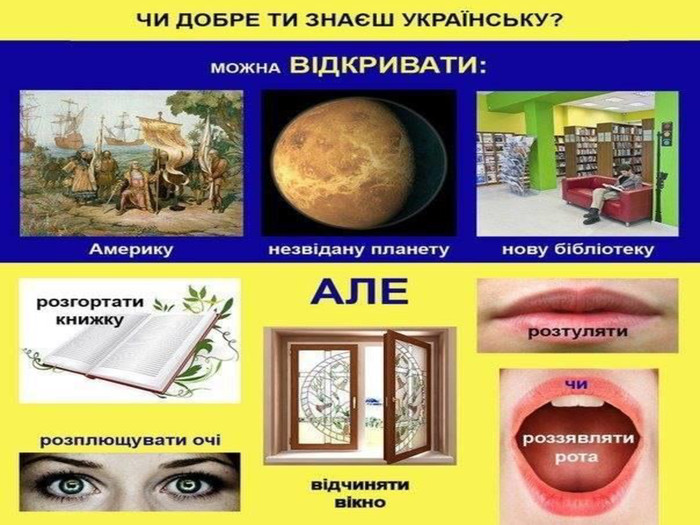 ЧИ ДОБРЕ ТИ ЗНАЄШ УКРАЇНСЬКУ?
МОЖНА ВІДКРИВАТИ:
Америку
незвідану планету
нову бібліотеку
АЛЕ
розгортати
книжку
розплющувати очі
відчиняти
вікно
розтуляти
чи
роззявляти
рота